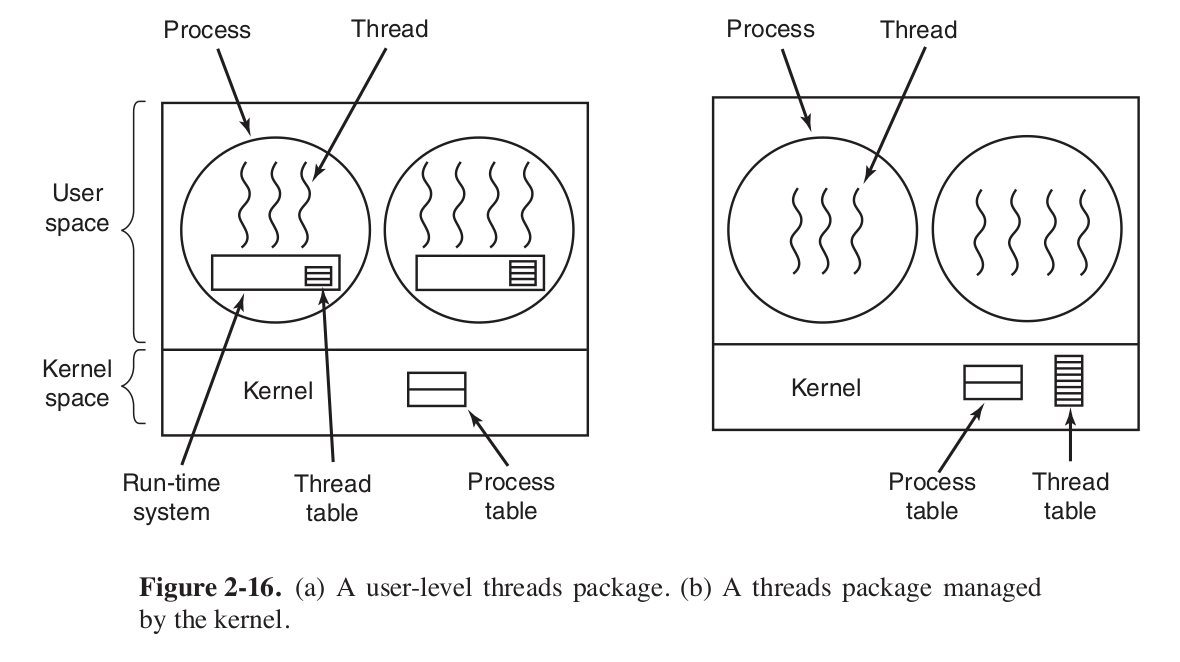 Process
Thread
Process
Thread
User
space
Kernel
space
Kernel
Kernel
Run-time
system
Thread
table
Process
table
Process
table
Thread
table
Figure 2-16. (a) A user-level threads package. (b) A threads package managed
by the kernel.